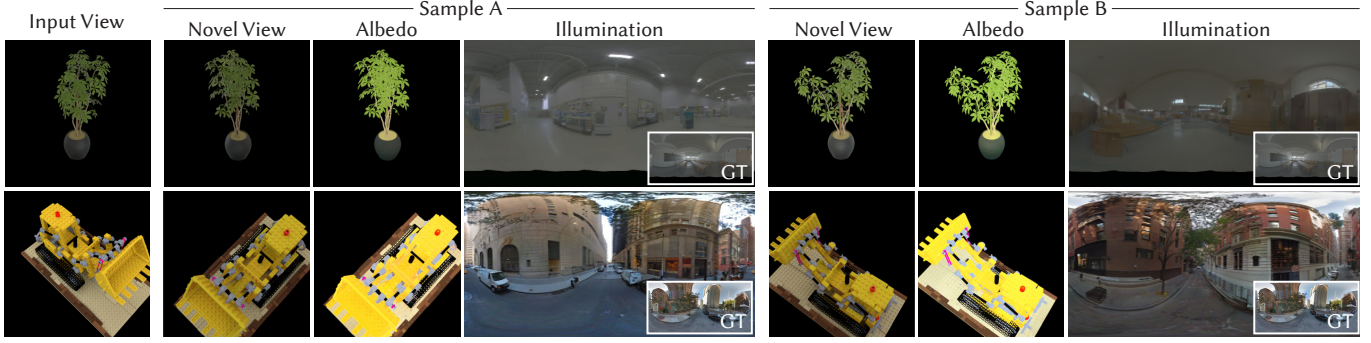 Sample A
Sample B
Input View
Novel View
Albedo
Illumination
Novel View
Albedo
Illumination
GT
GT
GT
GT